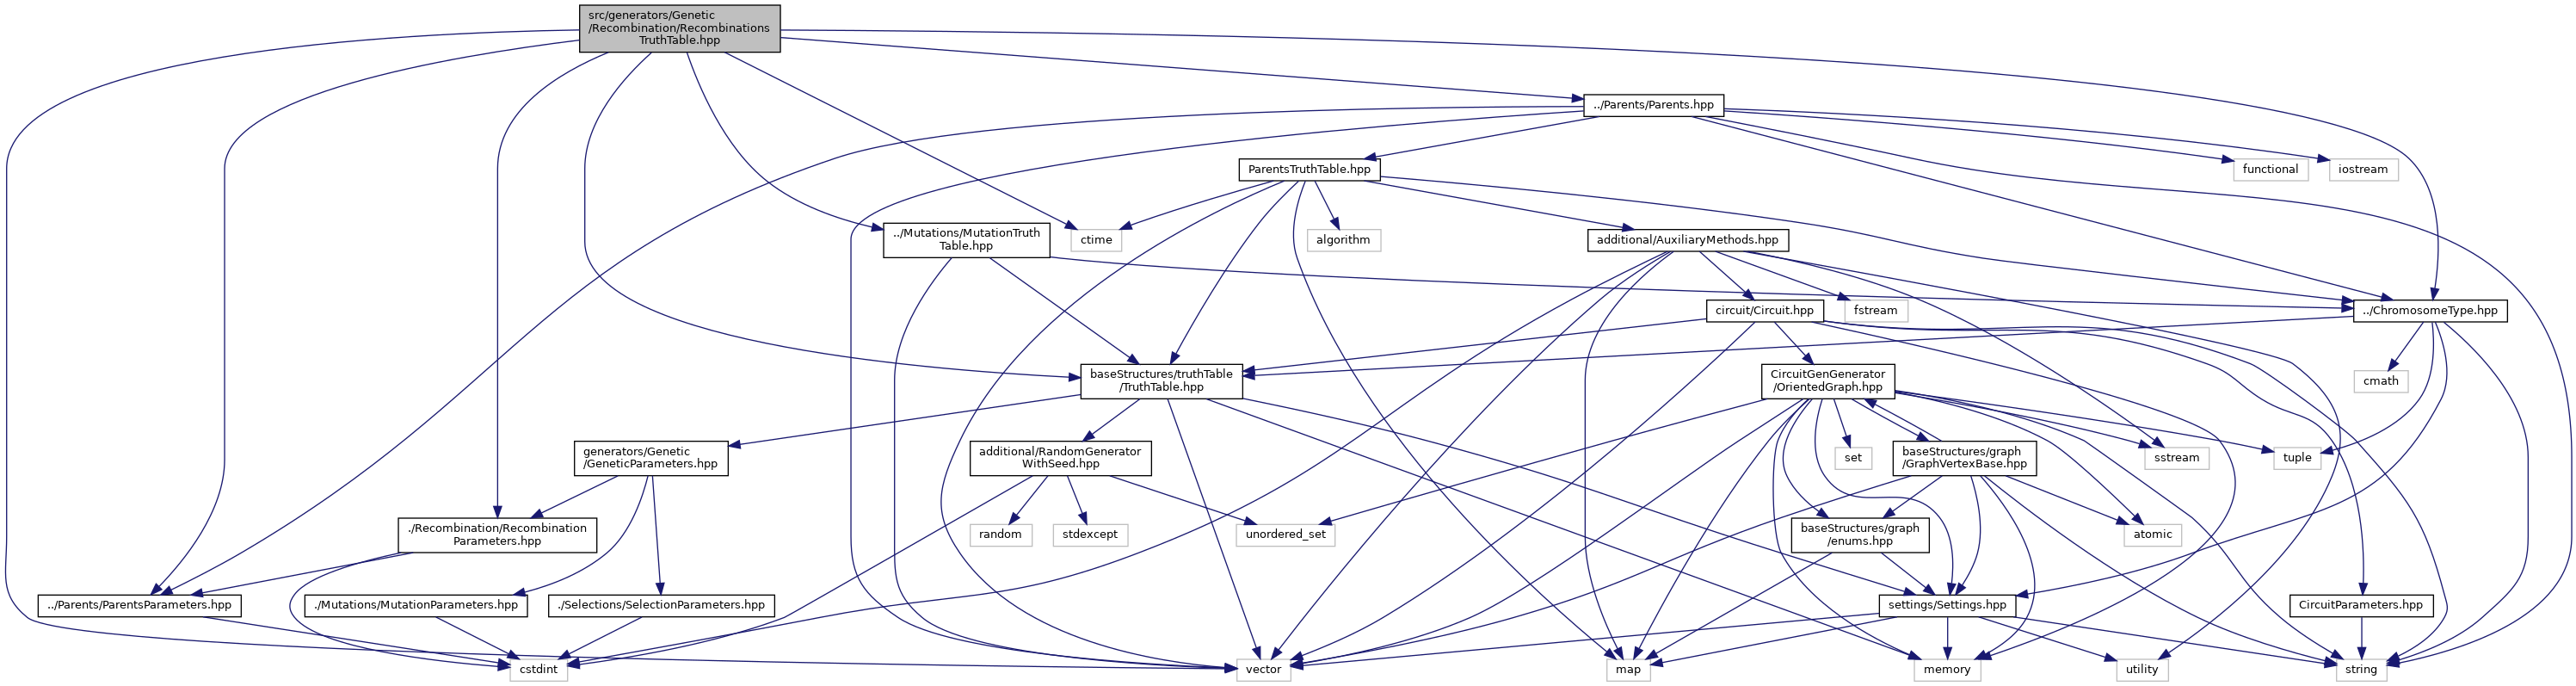 src/generators/Genetic
/Recombination/Recombinations
TruthTable.hpp
../Parents/Parents.hpp
ParentsTruthTable.hpp
functional
iostream
../Mutations/MutationTruth
Table.hpp
ctime
algorithm
additional/AuxiliaryMethods.hpp
circuit/Circuit.hpp
fstream
../ChromosomeType.hpp
baseStructures/truthTable
/TruthTable.hpp
CircuitGenGenerator
/OrientedGraph.hpp
cmath
generators/Genetic
/GeneticParameters.hpp
additional/RandomGenerator
WithSeed.hpp
set
baseStructures/graph
/GraphVertexBase.hpp
sstream
tuple
./Recombination/Recombination
Parameters.hpp
random
stdexcept
unordered_set
baseStructures/graph
/enums.hpp
atomic
../Parents/ParentsParameters.hpp
./Mutations/MutationParameters.hpp
./Selections/SelectionParameters.hpp
settings/Settings.hpp
CircuitParameters.hpp
cstdint
vector
map
memory
utility
string